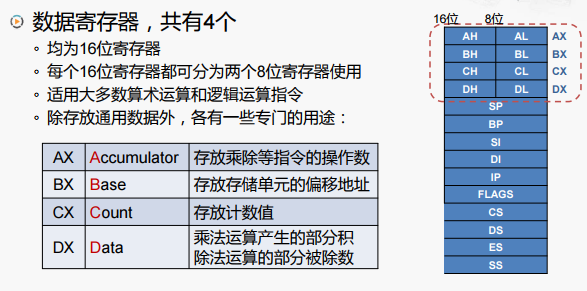 数据寄存器，共有4个
均为16位寄存器
每个16位寄存器都可分为两个8位寄存器使用
适用大多数算术运算和逻辑运算指令
除存放通用数据外，各有一些专门的用途：
AX Accumulator 存放乘除等指令的操作数
BX Base 存放存储单元的偏移地址
CX Count 存放计数值
DX Data 乘法运算产生的部分积
除法运算的部分被除数
16位 8位
AH AL AX
BH BL BX
CH CL CX
DH DL DX
SP
BP
SI
DI
IP
FLAGS
CS
DS
ES
SS